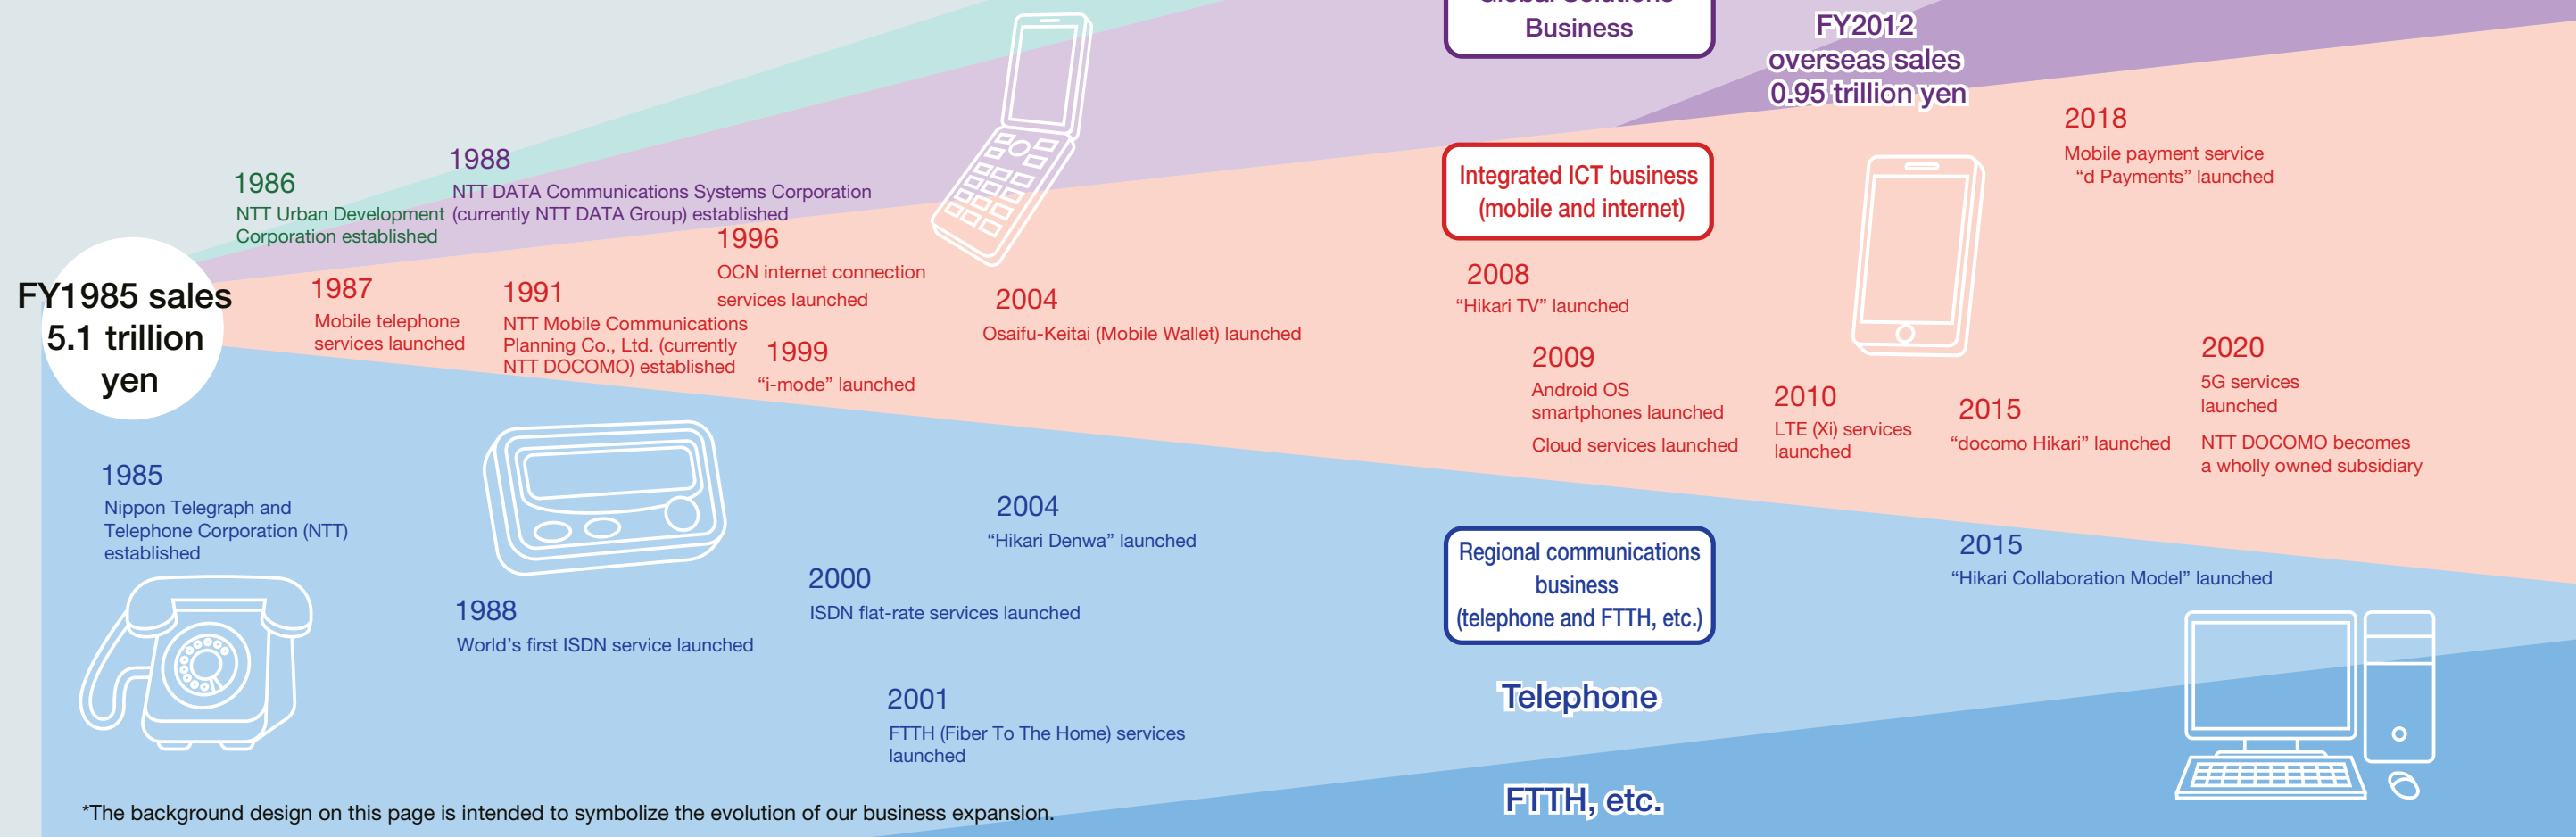 Global Solutions
Business
FY2012
overseas sales
0.95 trillion yen
2018
Mobile payment service
“d Payments” launched
1988
NTT DATA Communications Systems Corporation
(currently NTT DATA Group) established
1986
NTT Urban Development
Corporation established
Integrated ICT business
(mobile and internet)
FY1985 sales
5.1 trillion
yen
1987
Mobile telephone
services launched
1991
NTT Mobile Communications
Planning Co., Ltd. (currently
NTT DOCOMO) established
1996
OCN internet connection
services launched
1999
“i-mode” launched
2004
Osaifu-Keitai (Mobile Wallet) launched
2008
“Hikari TV” launched
2009
Android OS
smartphones launched
Cloud services launched
2010
LTE (Xi) services
launched
2015
“docomo Hikari” launched
2020
5G services
launched
NTT DOCOMO becomes
a wholly owned subsidiary
1985
Nippon Telegraph and
Telephone Corporation (NTT)
established
1988
World’s first ISDN service launched
2004
“Hikari Denwa” launched
2000
ISDN flat-rate services launched
2001
FTTH (Fiber To The Home) services
launched
Regional communications
business
(telephone and FTTH, etc.)
2015
“Hikari Collaboration Model” launched
Telephone
FTTH, etc.
*The background design on this page is intended to symbolize the evolution of our business expansion.